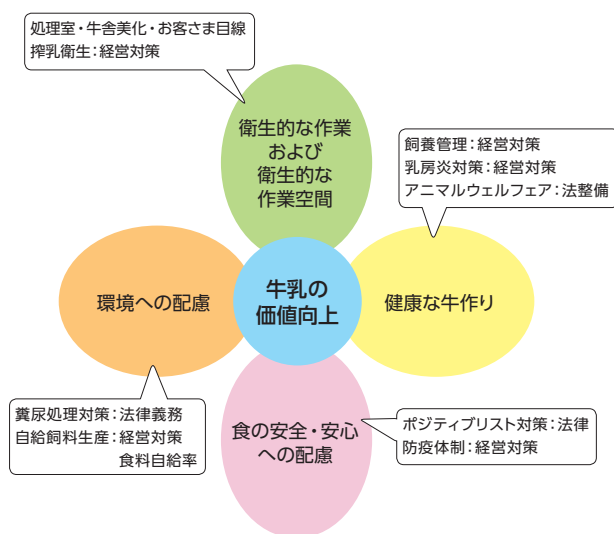 処理室・牛舎美化・お客さま目線
搾乳衛生：経営対策
衛生的な作業
および
衛生的な
作業空間
飼養管理：経営対策
乳房炎対策：経営対策
アニマルウェルフェア：法整備
環境への配慮
牛乳の
価値向上
健康な牛作り
糞尿処理対策：法律義務
自給飼料生産：経営対策
食料自給率
食の安全・安心
への配慮
ポジティブリスト対策：法律
防疫体制：経営対策